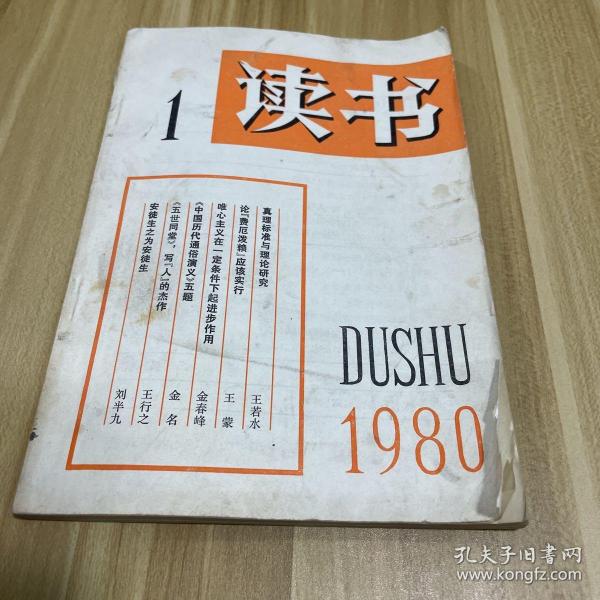 1
读书
真理标准与理论研究 王若水
论『费厄泼赖』应该实行 王蒙
唯心主义在一定条件下起进步作用 金春峰
《中国历代通俗演义》五题 金名
《五世同堂》，写『人』的杰作 王行之
安徒生之为安徒生 刘半九
DUSHU
1980
孔夫子旧书网
www.kongfz.com